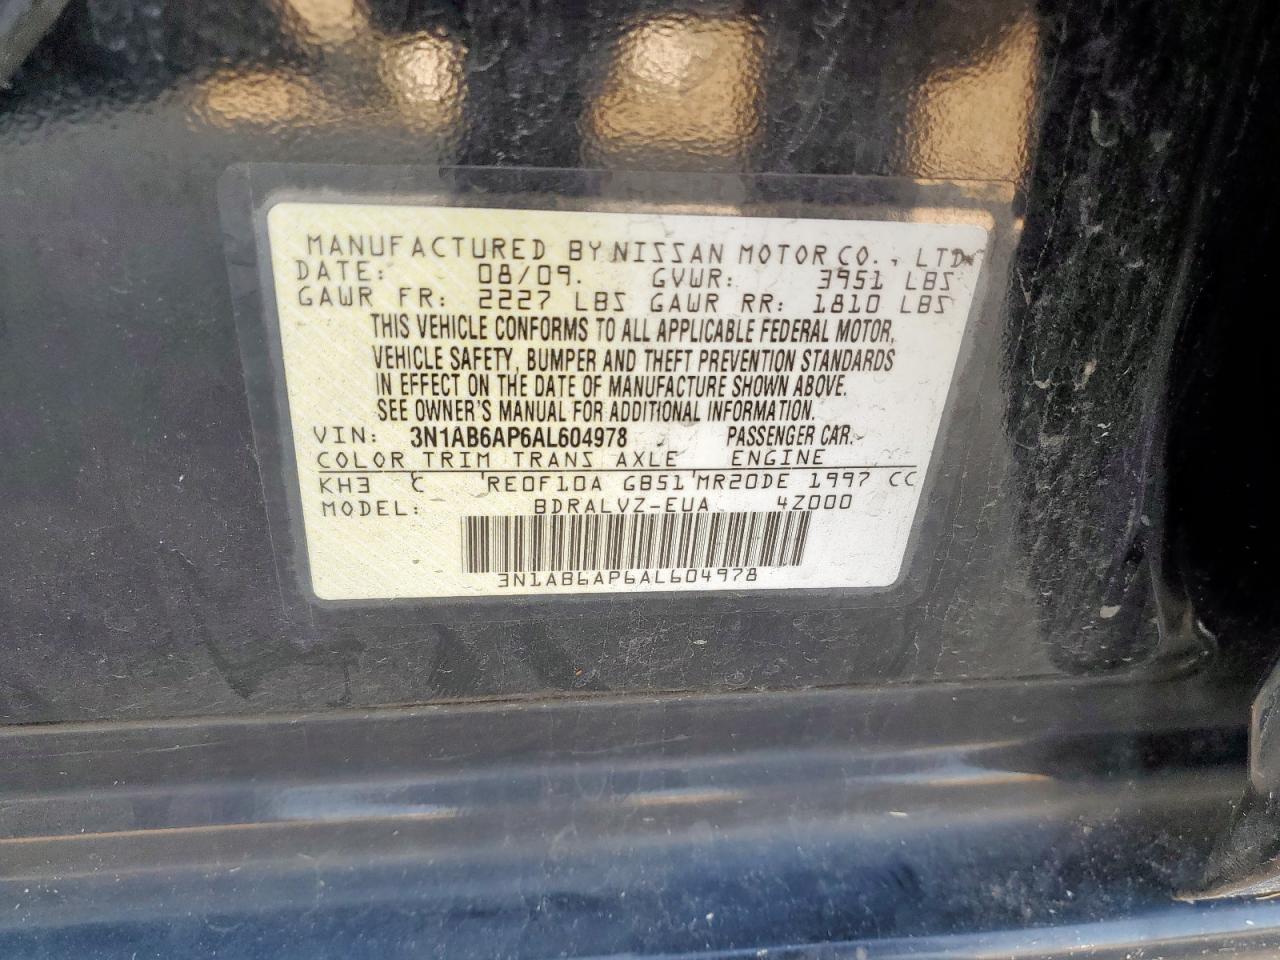 MANUFACTURED BY NISSAN MOTOR CO., LTD.
DATE: 08/09. GVWR: 3951 LBS
GAWR FR: 2227 LBS GAWR RR: 1810 LBS
THIS VEHICLE CONFORMS TO ALL APPLICABLE FEDERAL MOTOR,
VEHICLE SAFETY, BUMPER AND THEFT PREVENTION STANDARDS
IN EFFECT ON THE DATE OF MANUFACTURE SHOWN ABOVE.
SEE OWNER'S MANUAL FOR ADDITIONAL INFORMATION.
VIN: 3N1AB6AP6AL604978 PASSENGER CAR.
COLOR TRIM TRANS AXLE ENGINE
KH3 C RE0F10A GB51 MR20DE 1997 CC
MODEL: BDRALVZ-EUA 4Z000
3N1AB6AP6AL604978